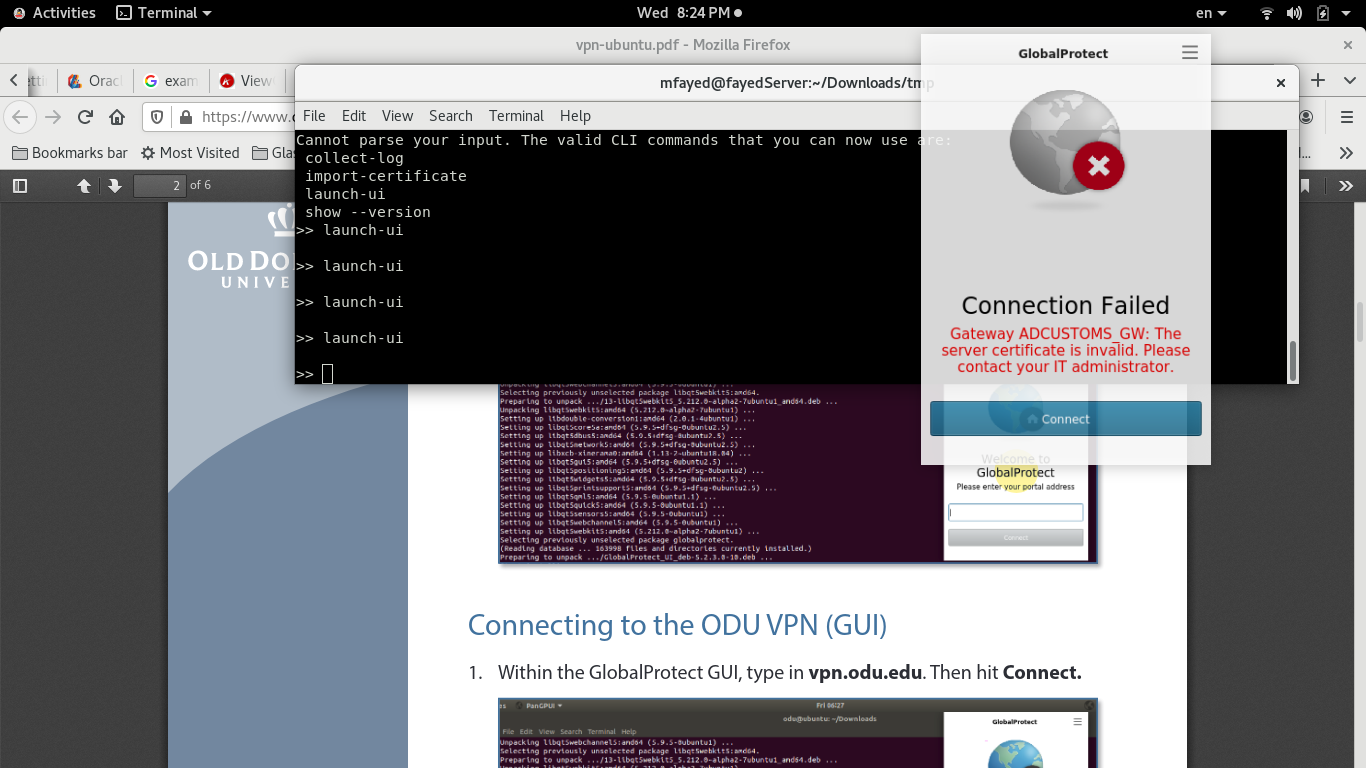 Activities
Terminal
Wed 8:24 PM
en
vpn-ubuntu.pdf - Mozilla Firefox
Orac
exam
View
https://www.
Bookmarks bar
Most Visited
Gla
2
of 6
mfayed@fayedServer:~/Downloads/tmp
File Edit View Search Terminal Help
Cannot parse your input. The valid CLI commands that you can now use are:
collect-log
import-certificate
launch-ui
show --version
>> launch-ui
>> launch-ui
>> launch-ui
>> launch-ui
>>
GlobalProtect
Connection Failed
Gateway ADCUSTOMS_GW: The
server certificate is invalid. Please
contact your IT administrator.
Connect
OLD DO
UNIVER
Selecting previously unselected package libqt5webkit5:amd64.
Preparing to unpack .../13-libqt5webkit5_5.212.0~alpha2-7ubuntu1_amd64.deb ...
Unpacking libqt5webkit5:amd64 (5.212.0~alpha2-7ubuntu1) ...
Setting up libdouble-conversion1:amd64 (2.0.1-4ubuntu1) ...
Setting up libqt5core5a:amd64 (5.9.5+dfsg-0ubuntu2.5) ...
Setting up libqt5dbus5:amd64 (5.9.5+dfsg-0ubuntu2.5) ...
Setting up libqt5network5:amd64 (5.9.5+dfsg-0ubuntu2.5) ...
Setting up libxcb-xinerama0:amd64 (1.13-2~ubuntu18.04) ...
Setting up libqt5gui5:amd64 (5.9.5+dfsg-0ubuntu2.5) ...
Setting up libqt5positioning5:amd64 (5.9.5+dfsg-0ubuntu2) ...
Setting up libqt5widgets5:amd64 (5.9.5+dfsg-0ubuntu2.5) ...
Setting up libqt5printsupport5:amd64 (5.9.5+dfsg-0ubuntu2.5) ...
Setting up libqt5qml5:amd64 (5.9.5-0ubuntu1.1) ...
Setting up libqt5quick5:amd64 (5.9.5-0ubuntu1.1) ...
Setting up libqt5sensors5:amd64 (5.9.5-0ubuntu1) ...
Setting up libqt5webchannel5:amd64 (5.9.5-0ubuntu1) ...
Setting up libqt5webkit5:amd64 (5.212.0~alpha2-7ubuntu1) ...
Selecting previously unselected package globalprotect.
(Reading database ... 163998 files and directories currently installed.)
Preparing to unpack .../GlobalProtect_UI_deb-5.2.3.0-10.deb ...
Welcome to
GlobalProtect
Please enter your portal address
Connect
Connecting to the ODU VPN (GUI)
1. Within the GlobalProtect GUI, type in vpn.odu.edu. Then hit Connect.
PanGPUI
Fri 06:27
odu@ubuntu: ~/Downloads
File Edit View Search Terminal Help
GlobalProtect
Unpacking libqt5webchannel5:amd64 (5.9.5-0ubuntu1) ...
Selecting previously unselected package libqt5webkit5:amd64.
Preparing to unpack .../13-libqt5webkit5_5.212.0~alpha2-7ubuntu1_amd64.deb ...